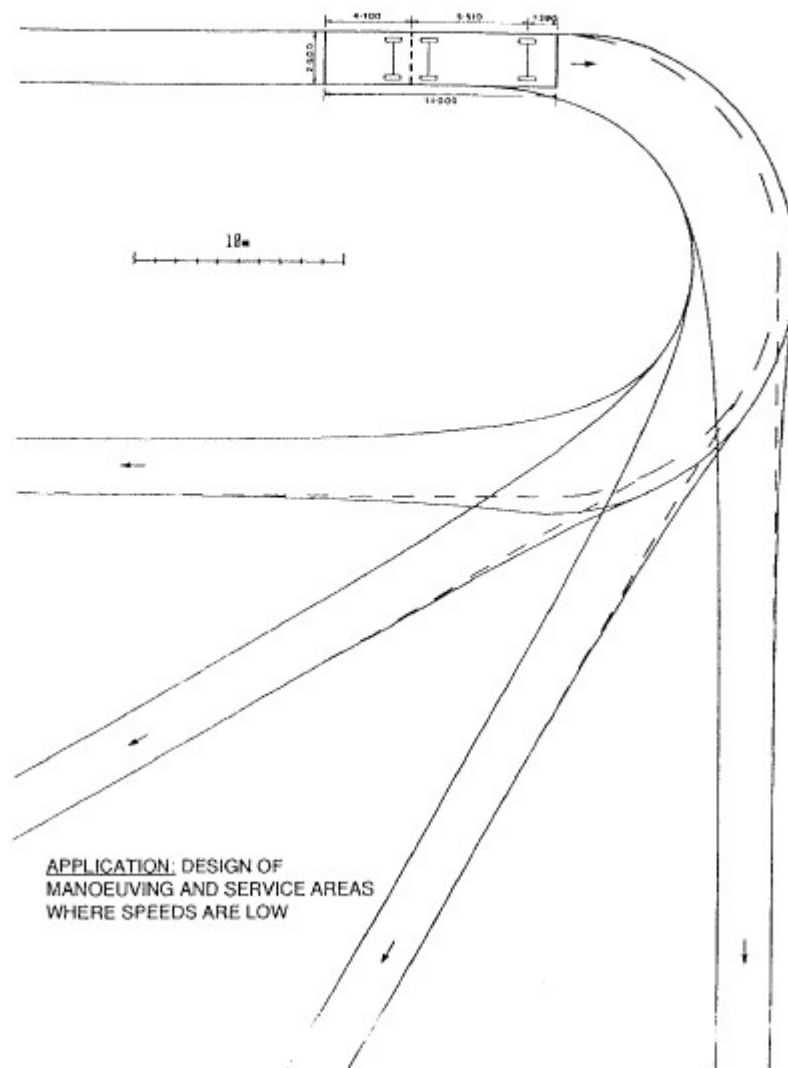 4·100
5·510
11·000
10m
APPLICATION: DESIGN OF
MANOEUVING AND SERVICE AREAS
WHERE SPEEDS ARE LOW